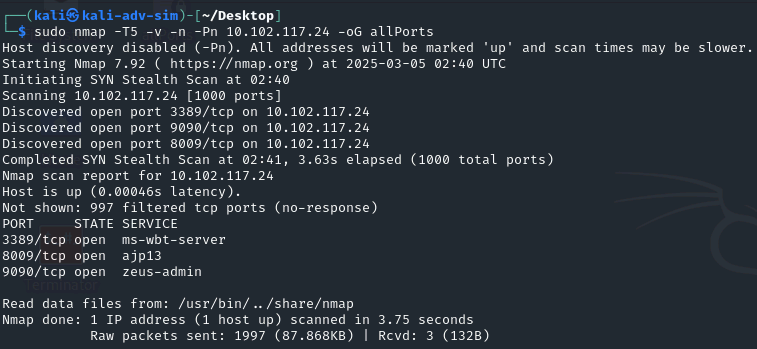 ┌──(kali㉿kali-adv-sim)-[~/Desktop]
└─$ sudo nmap -T5 -v -n -Pn 10.102.117.24 -oG allPorts
Host discovery disabled (-Pn). All addresses will be marked 'up' and scan times may be slower.
Starting Nmap 7.92 ( https://nmap.org ) at 2025-03-05 02:40 UTC
Initiating SYN Stealth Scan at 02:40
Scanning 10.102.117.24 [1000 ports]
Discovered open port 3389/tcp on 10.102.117.24
Discovered open port 9090/tcp on 10.102.117.24
Discovered open port 8009/tcp on 10.102.117.24
Completed SYN Stealth Scan at 02:41, 3.63s elapsed (1000 total ports)
Nmap scan report for 10.102.117.24
Host is up (0.00046s latency).
Not shown: 997 filtered tcp ports (no-response)
PORT     STATE SERVICE
3389/tcp open  ms-wbt-server
8009/tcp open  ajp13
9090/tcp open  zeus-admin
Terminator
Read data files from: /usr/bin/../share/nmap
Nmap done: 1 IP address (1 host up) scanned in 3.75 seconds
           Raw packets sent: 1997 (87.868KB) | Rcvd: 3 (132B)